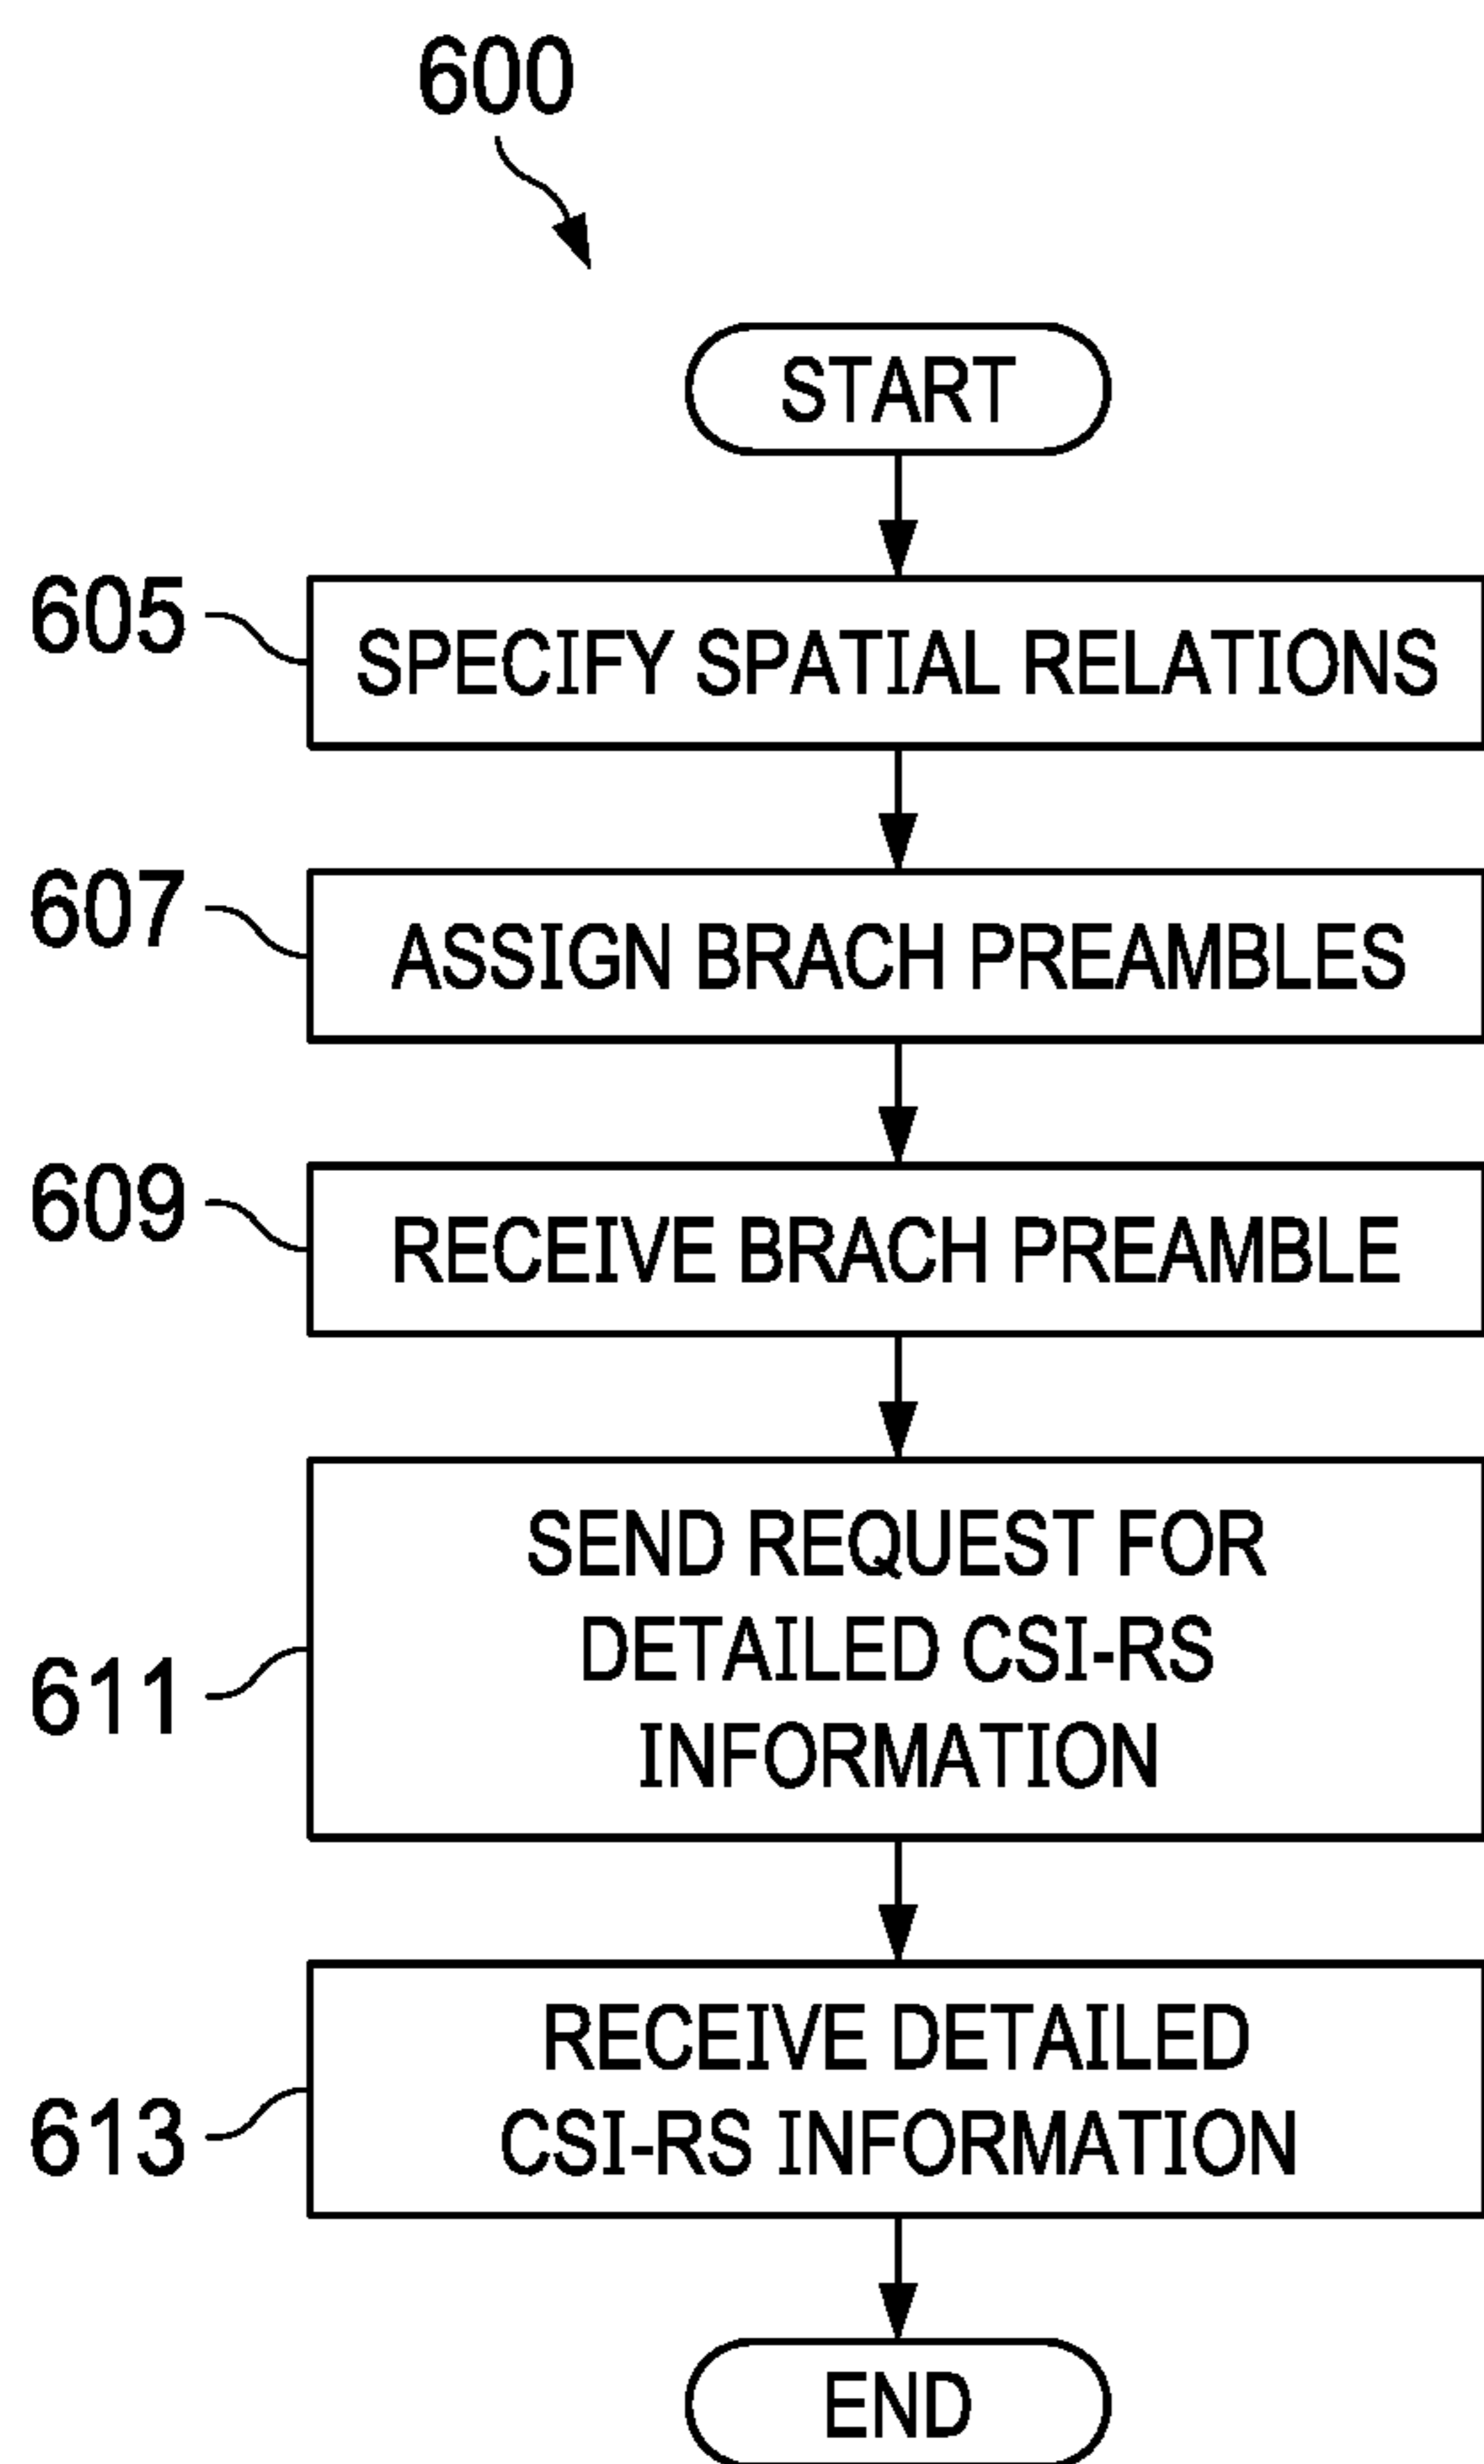 600
START
605
SPECIFY SPATIAL RELATIONS
607
ASSIGN BRACH PREAMBLES
609
RECEIVE BRACH PREAMBLE
611
SEND REQUEST FOR
DETAILED CSI-RS
INFORMATION
613
RECEIVE DETAILED
CSI-RS INFORMATION
END